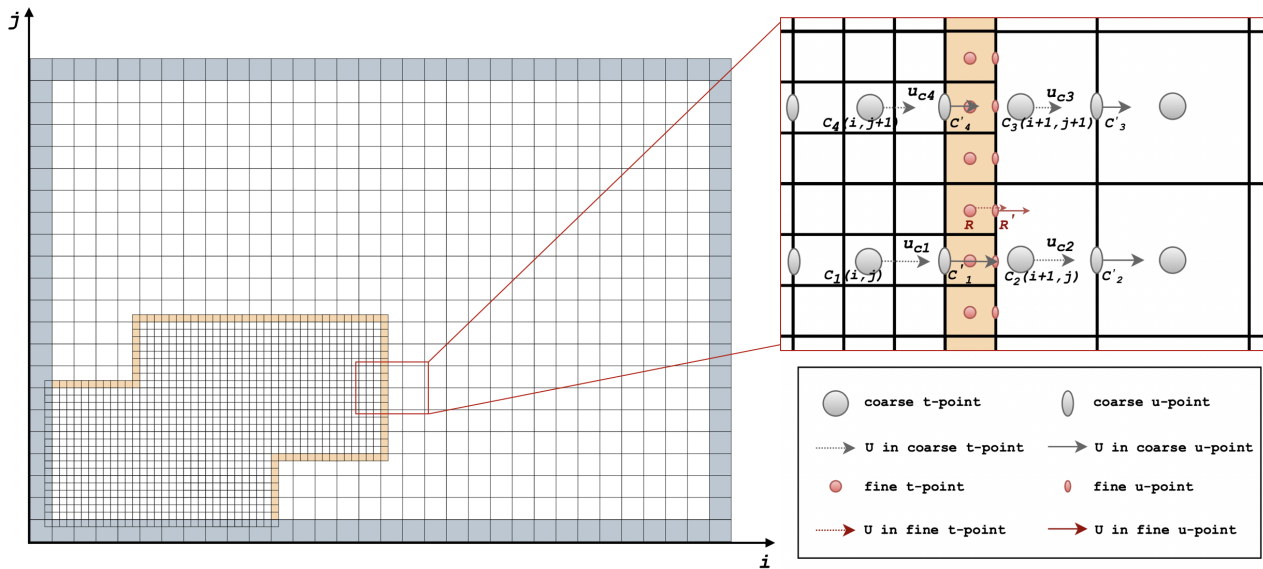 j
i
u_c4 u_c3
C_4(i,j+1) C'_4 C_3(i+1,j+1) C'_3
R R'
u_c1 u_c2
C_1(i,j) C'_1 C_2(i+1,j) C'_2
coarse t-point coarse u-point
U in coarse t-point U in coarse u-point
fine t-point fine u-point
U in fine t-point U in fine u-point